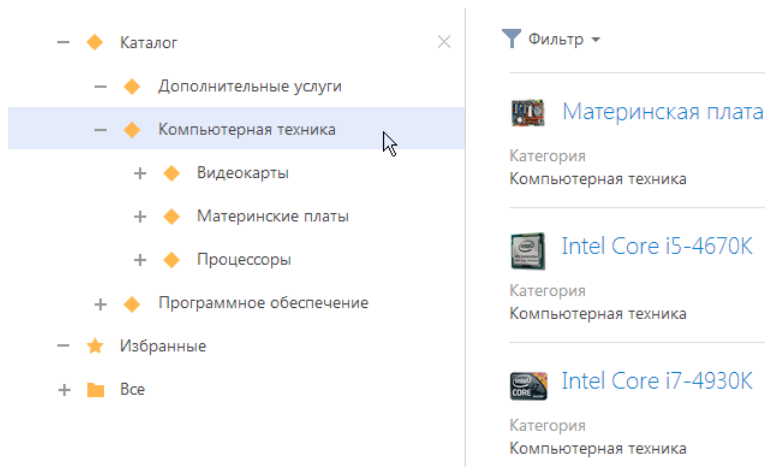 Каталог
Дополнительные услуги
Компьютерная техника
Видеокарты
Материнские платы
Процессоры
Программное обеспечение
Избранные
Все
Фильтр
Материнская плата
Категория
Компьютерная техника
Intel Core i5-4670K
Категория
Компьютерная техника
Intel Core i7-4930K
Категория
Компьютерная техника